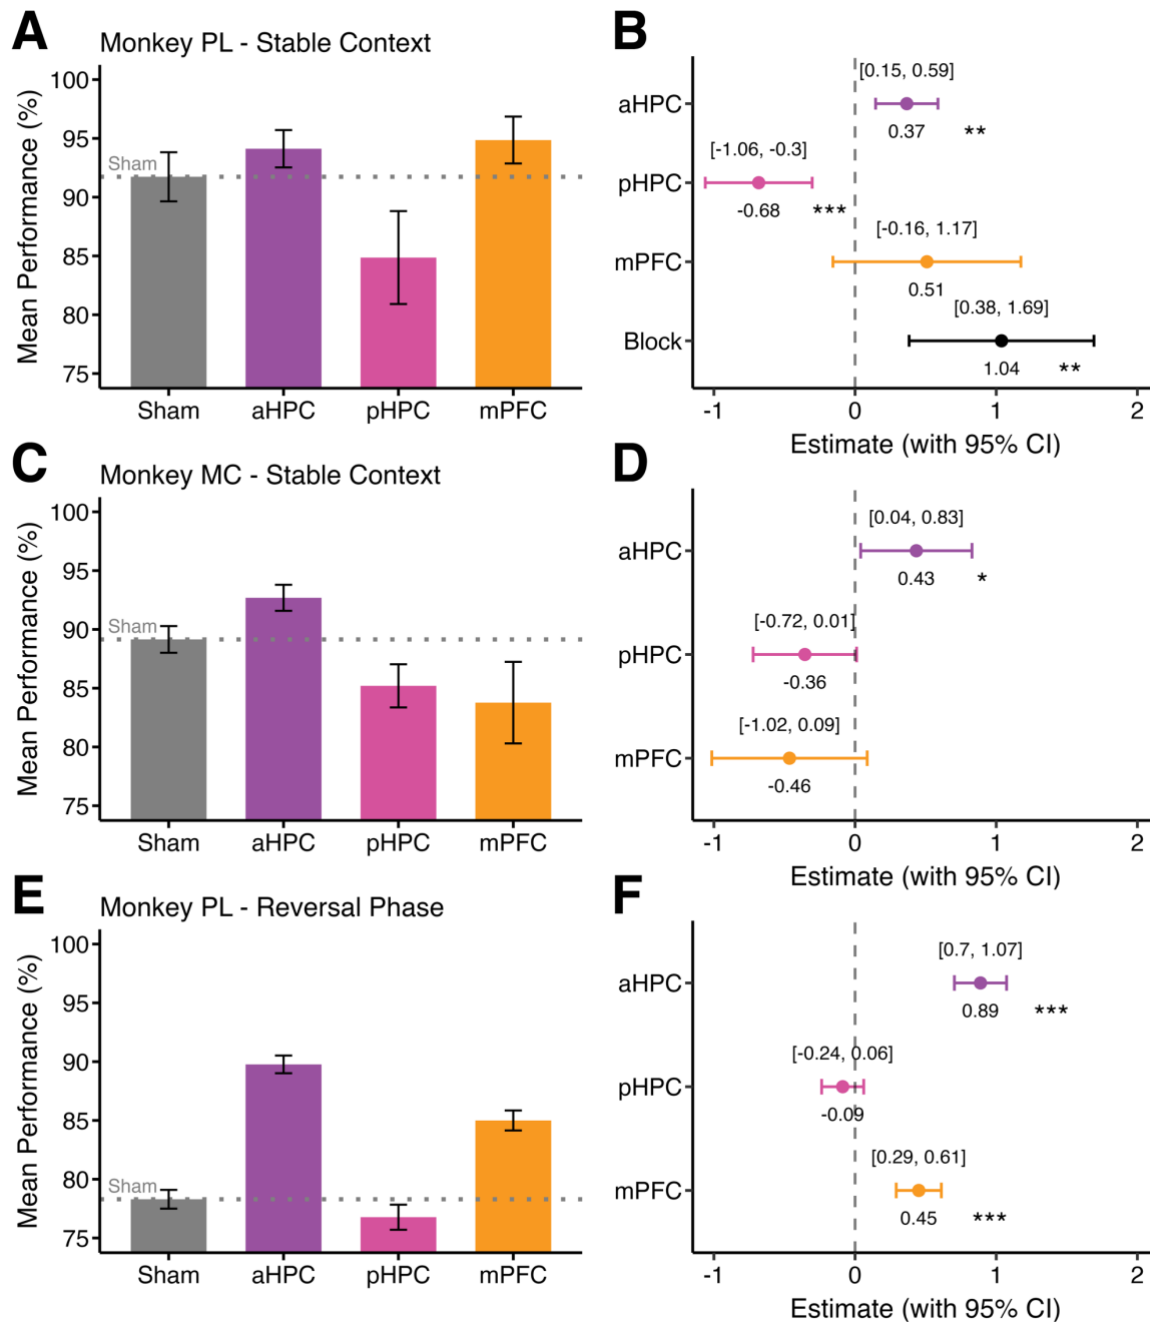 A
Monkey PL - Stable Context
Mean Performance (%)
100
95
90
85
80
75
Sham
Sham
aHPC
pHPC
mPFC
B
aHPC
pHPC
mPFC
Block
[0.15, 0.59]
0.37
**
[-1.06, -0.3]
-0.68
***
[-0.16, 1.17]
0.51
[0.38, 1.69]
1.04
**
-1
0
1
2
Estimate (with 95% CI)
C
Monkey MC - Stable Context
Mean Performance (%)
100
95
90
85
80
75
Sham
Sham
aHPC
pHPC
mPFC
D
aHPC
pHPC
mPFC
[0.04, 0.83]
0.43
*
[-0.72, 0.01]
-0.36
[-1.02, 0.09]
-0.46
-1
0
1
2
Estimate (with 95% CI)
E
Monkey PL - Reversal Phase
Mean Performance (%)
100
95
90
85
80
75
Sham
Sham
aHPC
pHPC
mPFC
F
aHPC
pHPC
mPFC
[0.7, 1.07]
0.89
***
[-0.24, 0.06]
-0.09
[0.29, 0.61]
0.45
***
-1
0
1
2
Estimate (with 95% CI)